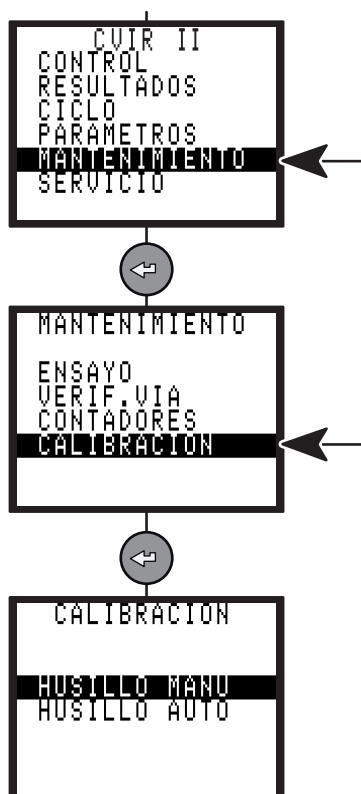 CVIR II
CONTROL
RESULTADOS
CICLO
PARAMETROS
MANTENIMIENTO
SERVICIO
MANTENIMIENTO
ENSAYO
VERIF.VIA
CONTADORES
CALIBRACION
CALIBRACION
HUSILLO MANU
HUSILLO AUTO